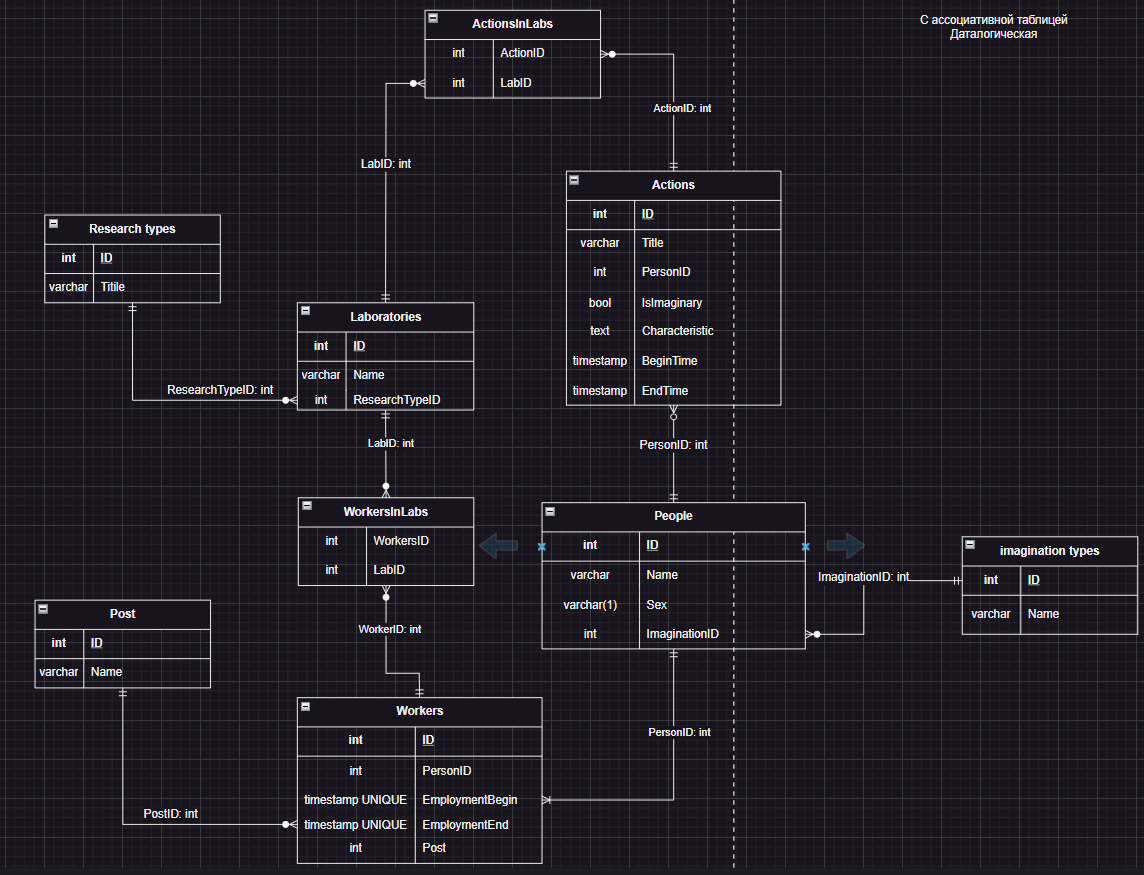 С ассоциативной таблицей
Даталогическая
ActionsInLabs
int ActionID
int LabID
ActionID: int
LabID: int
Actions
int ID
varchar Title
int PersonID
bool IsImaginary
text Characteristic
timestamp BeginTime
timestamp EndTime
Research types
int ID
varchar Titile
ResearchTypeID: int
Laboratories
int ID
varchar Name
int ResearchTypeID
LabID: int
PersonID: int
WorkersInLabs
int WorkersID
int LabID
People
int ID
varchar Name
varchar(1) Sex
int ImaginationID
ImaginationID: int
imagination types
int ID
varchar Name
Post
int ID
varchar Name
WorkerID: int
PersonID: int
Workers
int ID
int PersonID
timestamp UNIQUE EmploymentBegin
timestamp UNIQUE EmploymentEnd
int Post
PostID: int